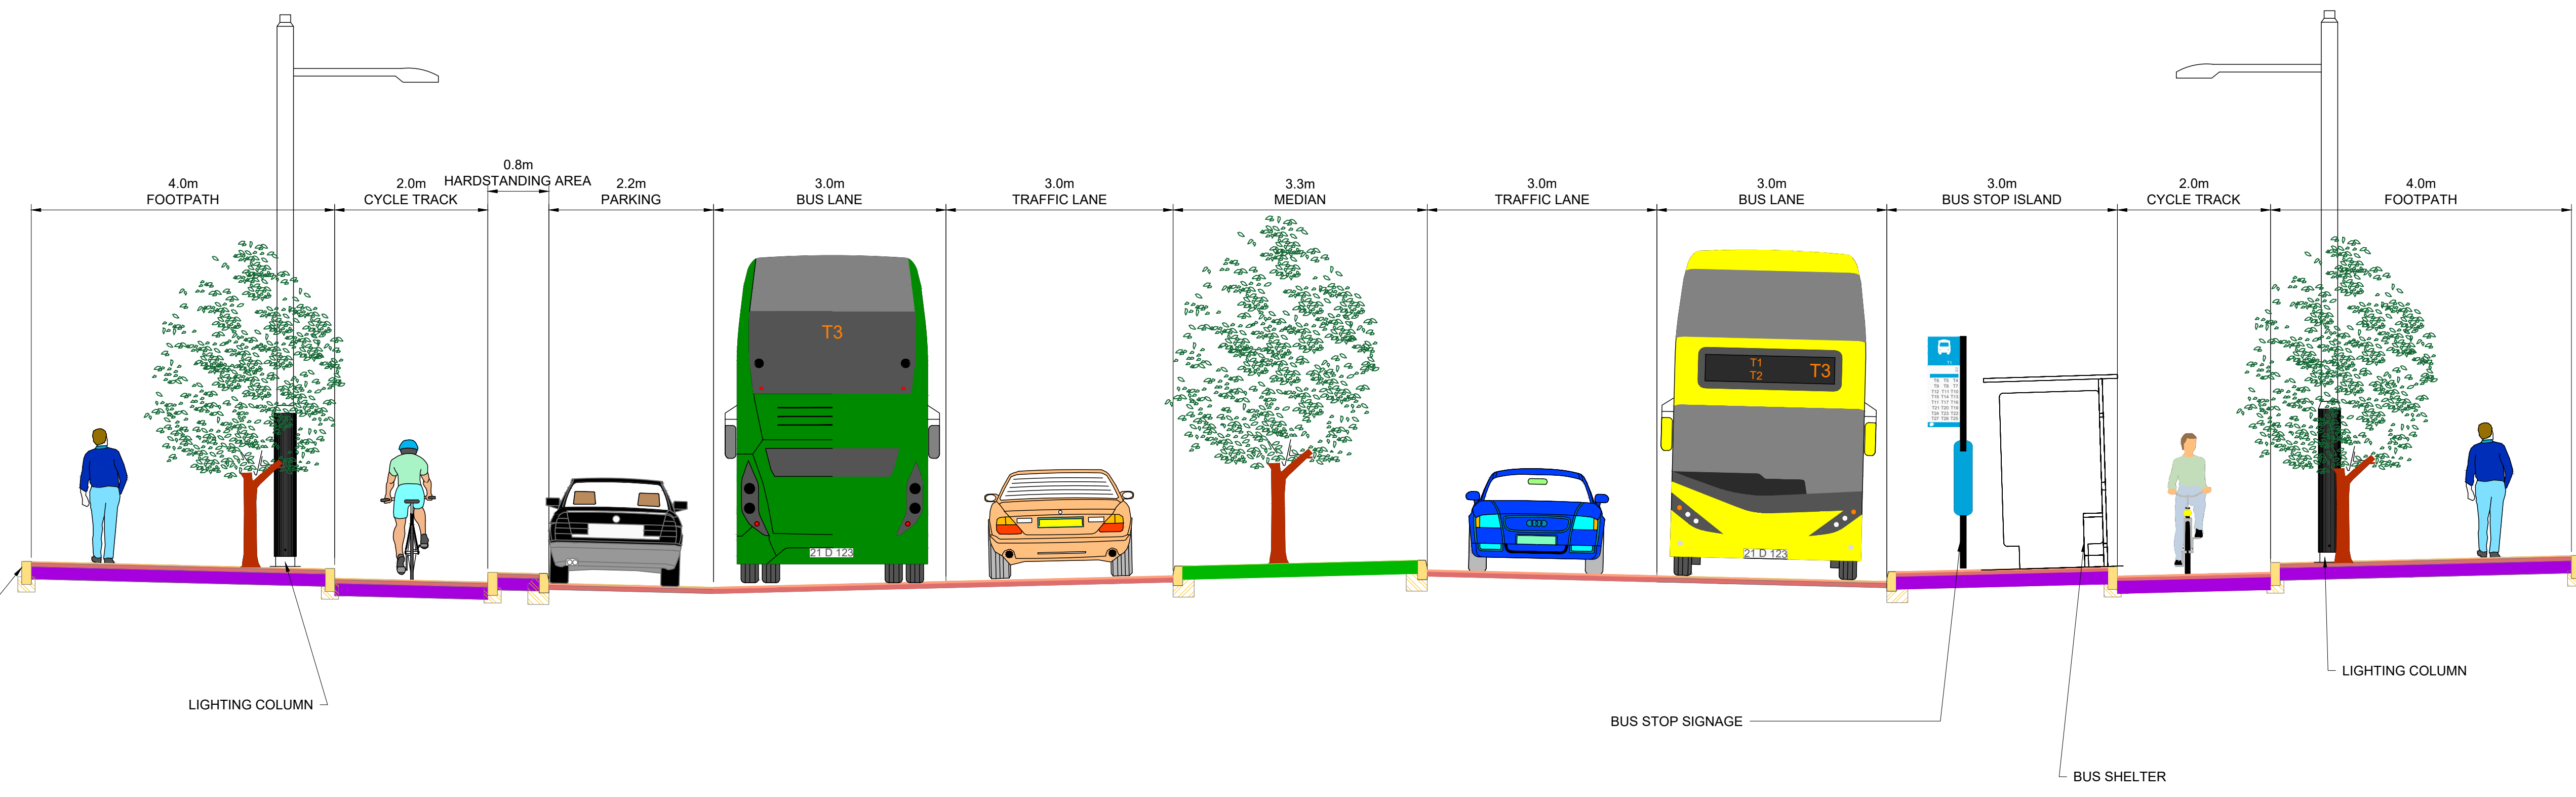 0.8m
HARDSTANDING AREA
4.0m
FOOTPATH
2.0m
CYCLE TRACK
2.2m
PARKING
3.0m
BUS LANE
3.0m
TRAFFIC LANE
3.3m
MEDIAN
3.0m
TRAFFIC LANE
3.0m
BUS LANE
3.0m
BUS STOP ISLAND
2.0m
CYCLE TRACK
4.0m
FOOTPATH
T3
21 D 123
T1
T2
T3
21 D 123
LIGHTING COLUMN
BUS STOP SIGNAGE
BUS SHELTER
LIGHTING COLUMN